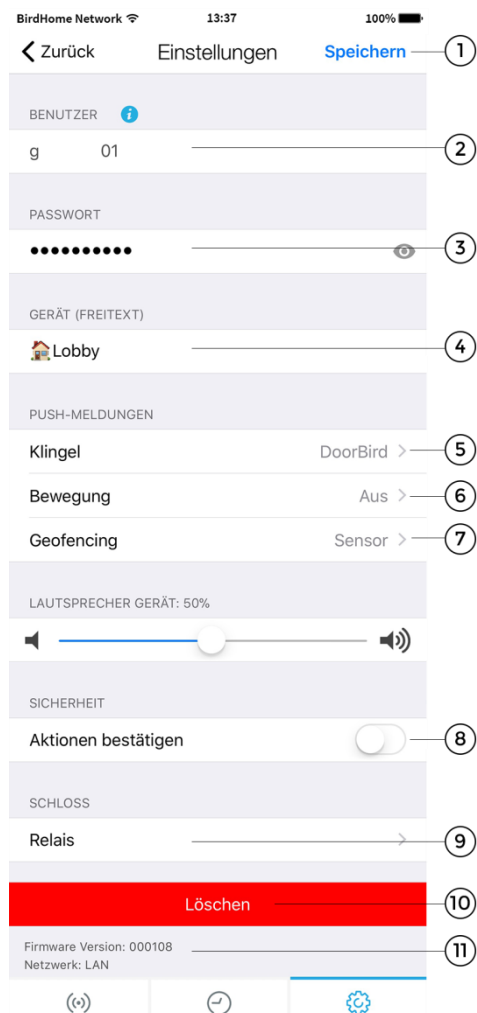 BirdHome Network 13:37 100%
Zurück Einstellungen Speichern 1
BENUTZER i
g 01 2
PASSWORT
3
GERÄT (FREITEXT)
Lobby 4
PUSH-MELDUNGEN
Klingel DoorBird 5
Bewegung Aus 6
Geofencing Sensor 7
LAUTSPRECHER GERÄT: 50%
SICHERHEIT
Aktionen bestätigen 8
SCHLOSS
Relais 9
Löschen 10
Firmware Version: 000108 11
Netzwerk: LAN